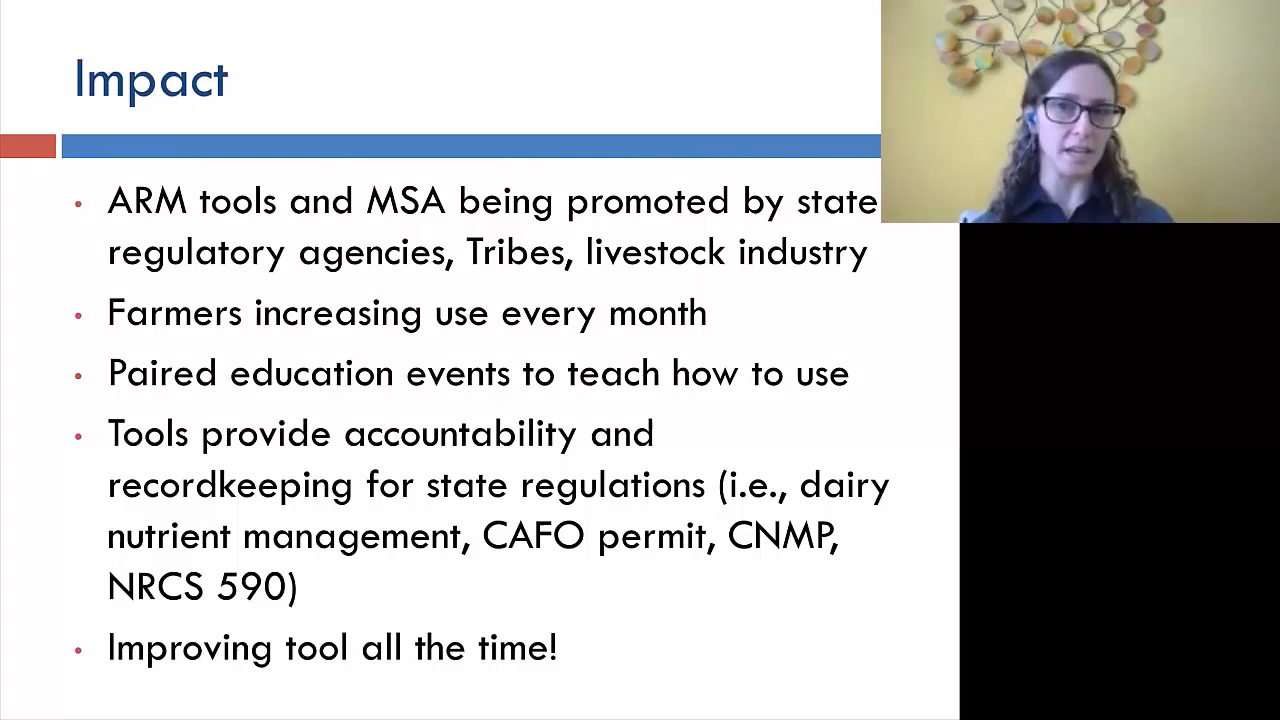 Impact
• ARM tools and MSA being promoted by state
regulatory agencies, Tribes, livestock industry
• Farmers increasing use every month
• Paired education events to teach how to use
• Tools provide accountability and
recordkeeping for state regulations (i.e., dairy
nutrient management, CAFO permit, CNMP,
NRCS 590)
• Improving tool all the time!